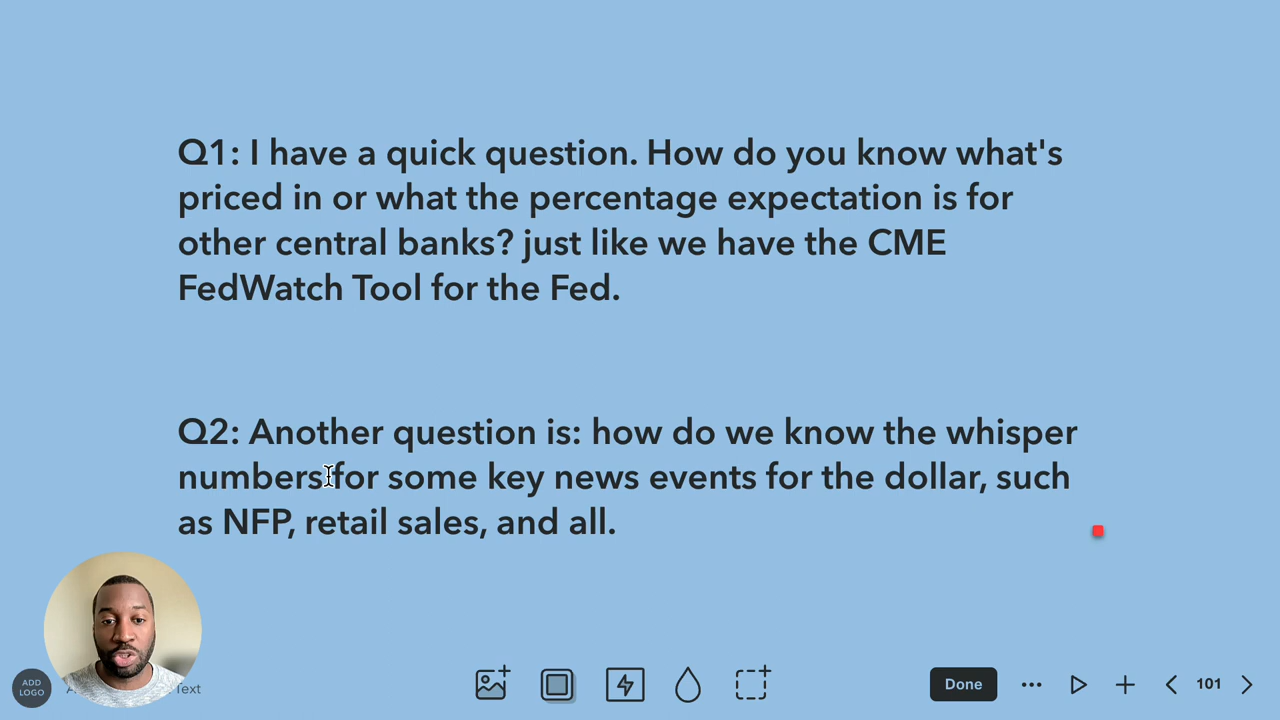 Q1: I have a quick question. How do you know what's
priced in or what the percentage expectation is for
other central banks? just like we have the CME
FedWatch Tool for the Fed.
Q2: Another question is: how do we know the whisper
numbers for some key news events for the dollar, such
as NFP, retail sales, and all.
ADD
LOGO
Text
Done
101